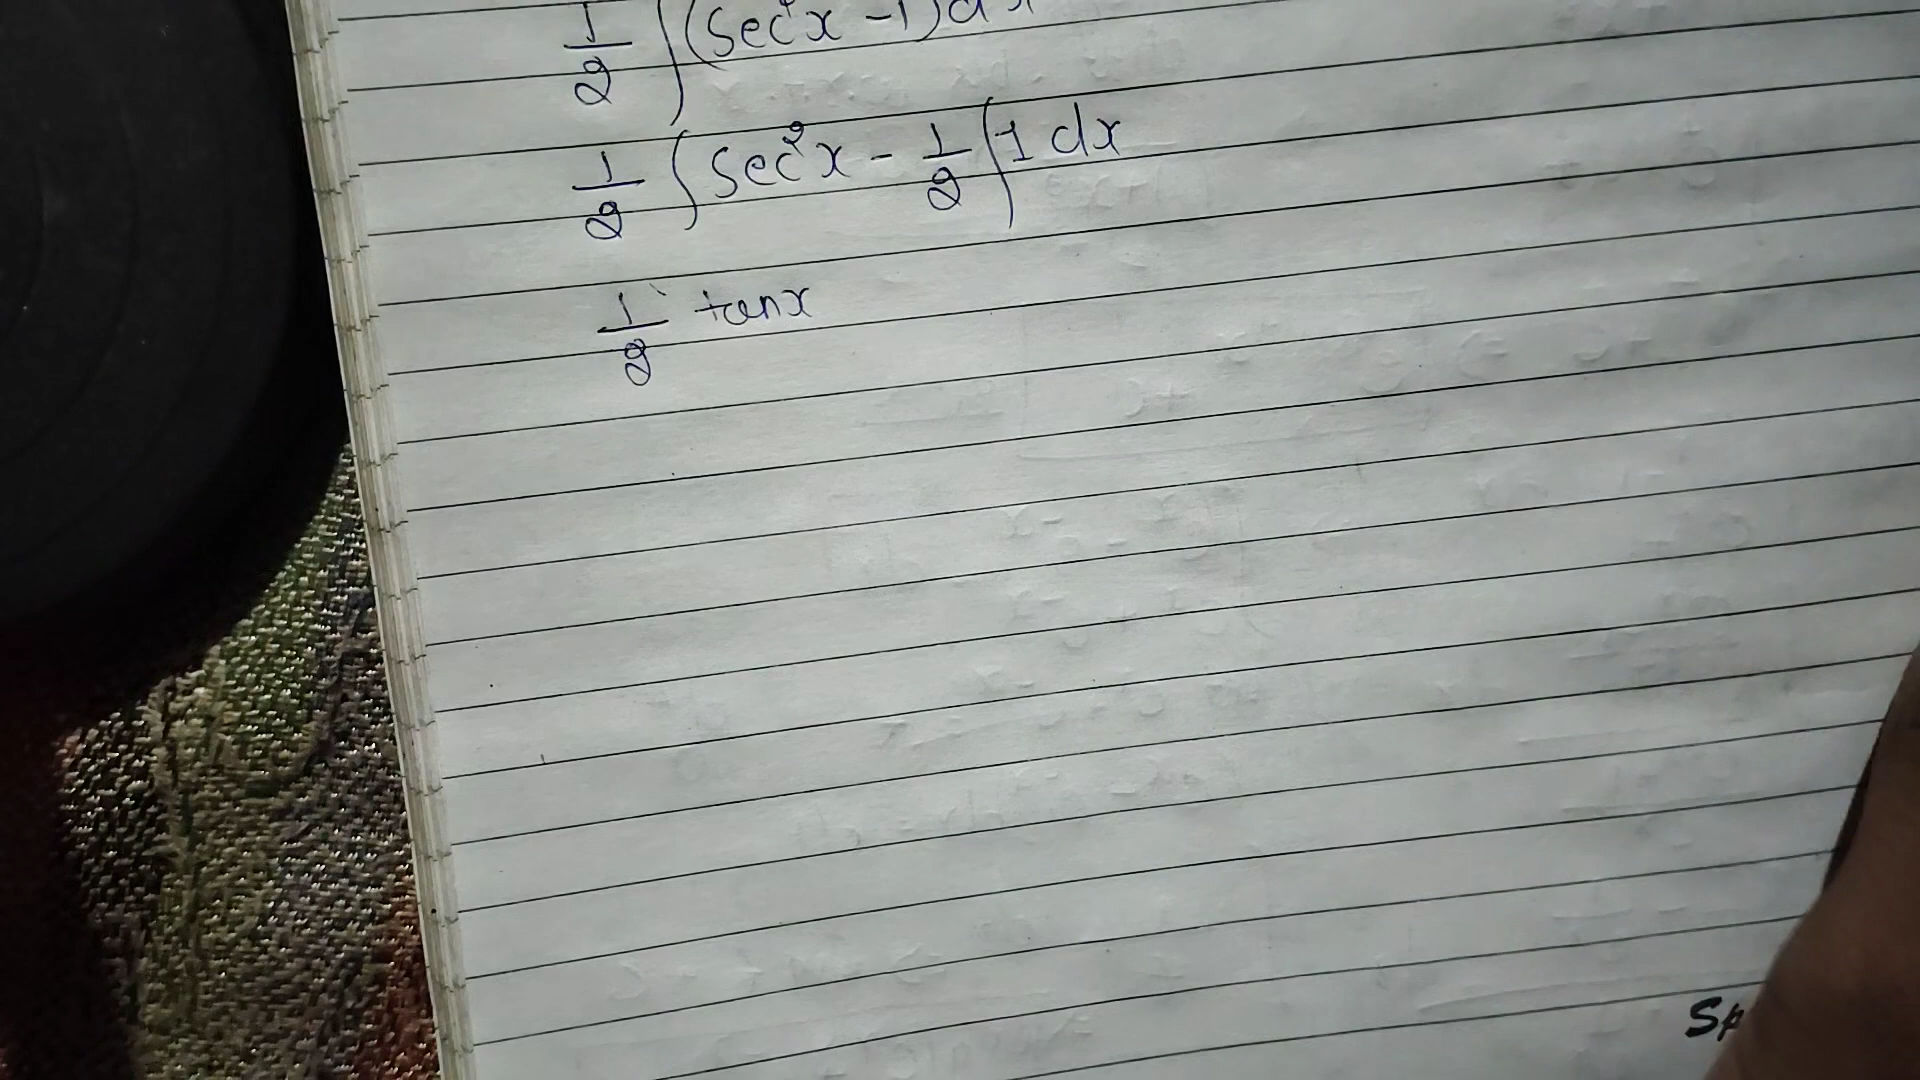 1/2 ∫(sec²x -1)dx
1/2 ∫sec²x - 1/2 ∫1 dx
1/2 tanx